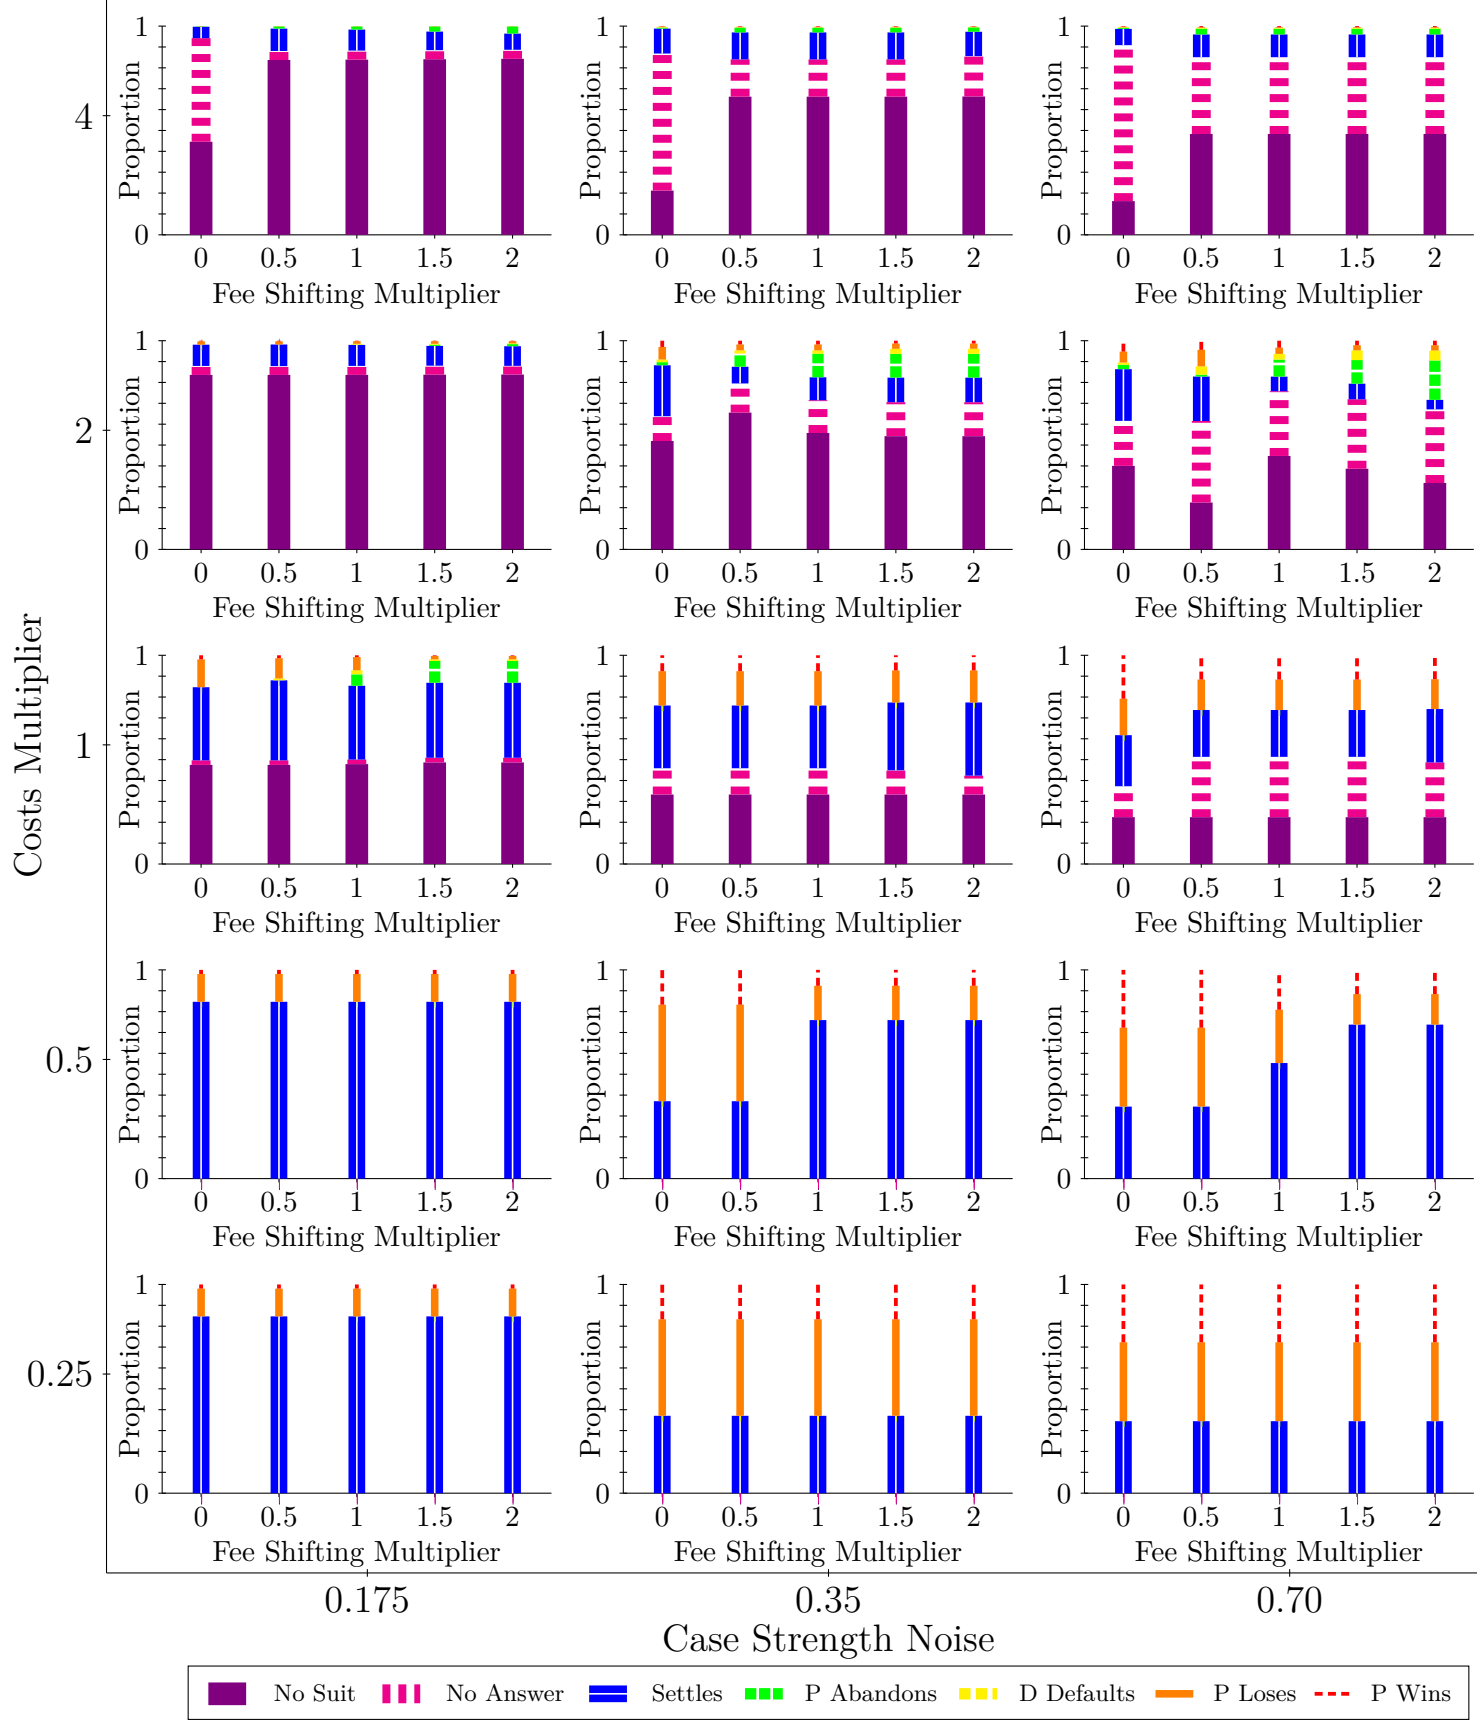 Costs Multiplier
4
Proportion
1
0
0 0.5 1 1.5 2
Fee Shifting Multiplier
Proportion
1
0
0 0.5 1 1.5 2
Fee Shifting Multiplier
Proportion
1
0
0 0.5 1 1.5 2
Fee Shifting Multiplier
2
Proportion
1
0
0 0.5 1 1.5 2
Fee Shifting Multiplier
Proportion
1
0
0 0.5 1 1.5 2
Fee Shifting Multiplier
Proportion
1
0
0 0.5 1 1.5 2
Fee Shifting Multiplier
1
Proportion
1
0
0 0.5 1 1.5 2
Fee Shifting Multiplier
Proportion
1
0
0 0.5 1 1.5 2
Fee Shifting Multiplier
Proportion
1
0
0 0.5 1 1.5 2
Fee Shifting Multiplier
0.5
Proportion
1
0
0 0.5 1 1.5 2
Fee Shifting Multiplier
Proportion
1
0
0 0.5 1 1.5 2
Fee Shifting Multiplier
Proportion
1
0
0 0.5 1 1.5 2
Fee Shifting Multiplier
0.25
Proportion
1
0
0 0.5 1 1.5 2
Fee Shifting Multiplier
Proportion
1
0
0 0.5 1 1.5 2
Fee Shifting Multiplier
Proportion
1
0
0 0.5 1 1.5 2
Fee Shifting Multiplier
0.175 0.35 0.70
Case Strength Noise
No Suit No Answer Settles P Abandons D Defaults P Loses P Wins